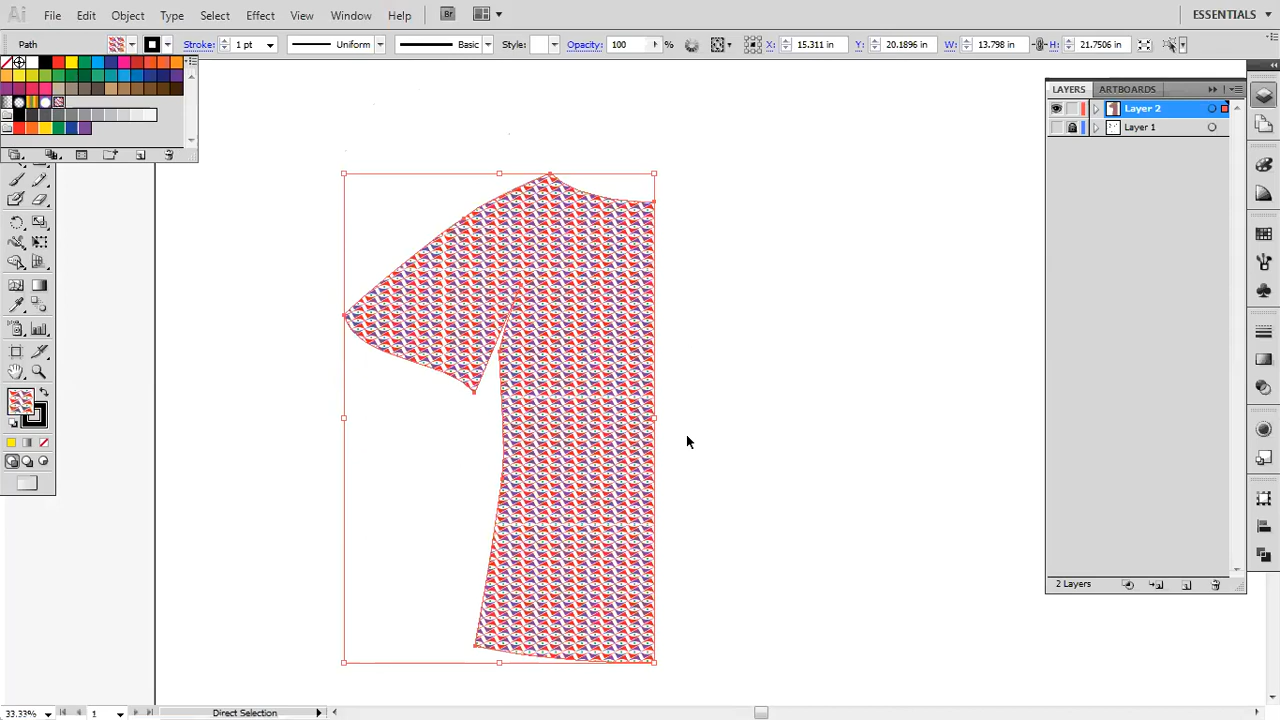 Ai File Edit Object Type Select Effect View Window Help Br ESSENTIALS
Path Stroke: 1 pt Uniform Basic Style: Opacity: 100 % X: 15.311 in Y: 20.1896 in W: 13.798 in H: 21.7506 in
LAYERS ARTBOARDS
Layer 2
Layer 1
2 Layers
33.33% 1 Direct Selection